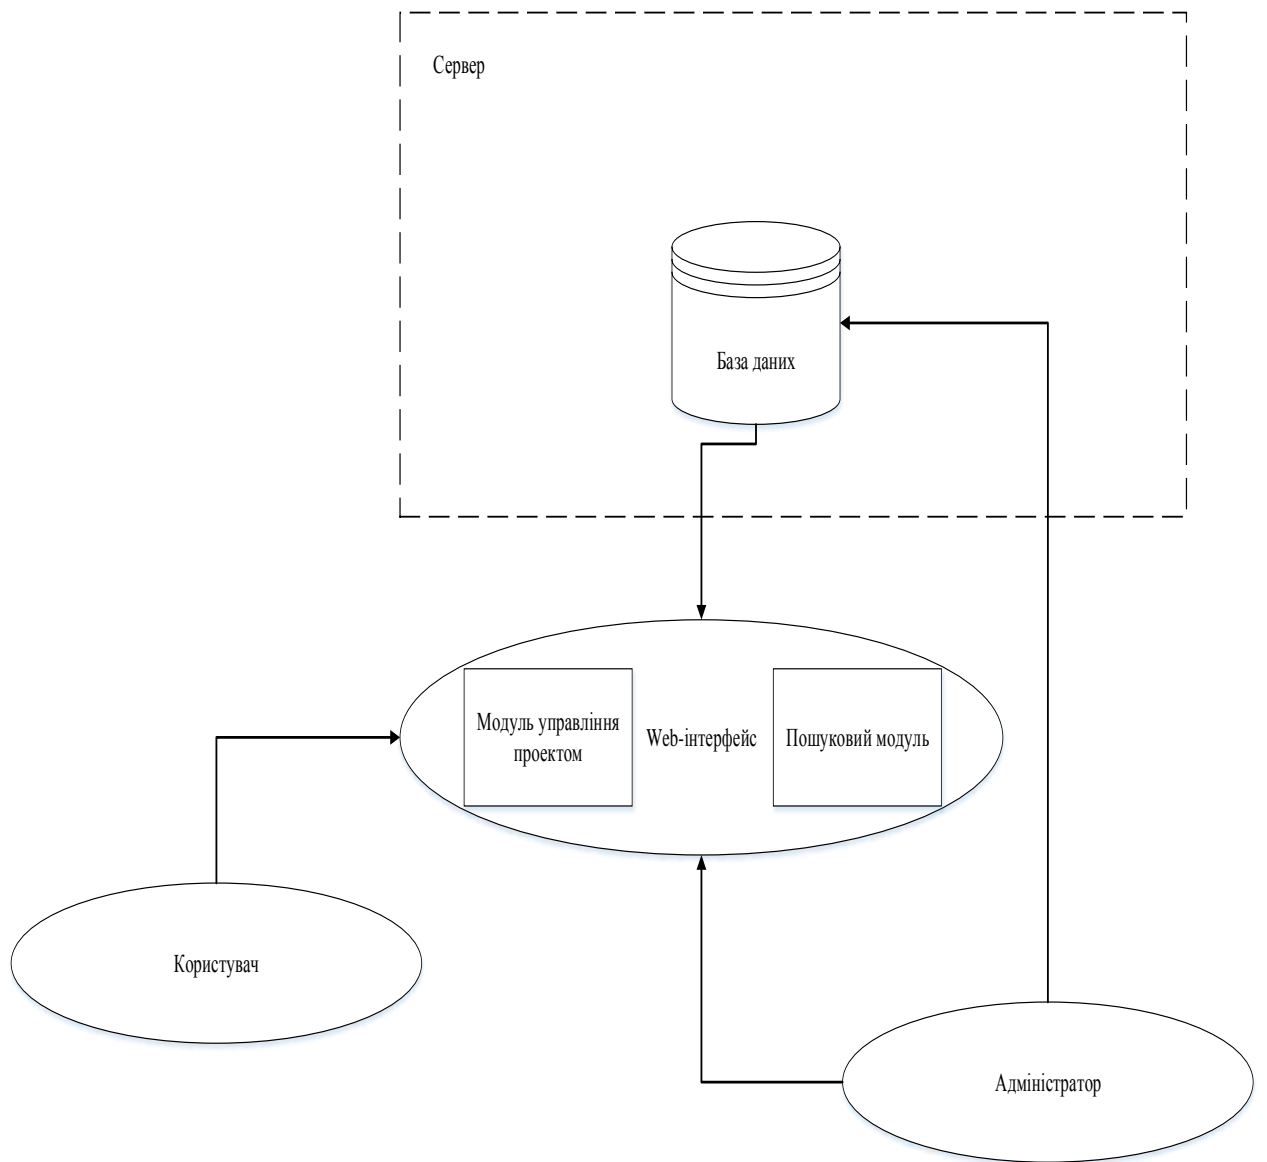 Сервер
База даних
Модуль управління
проектом
Web-інтерфейс
Пошуковий модуль
Користувач
Адміністратор